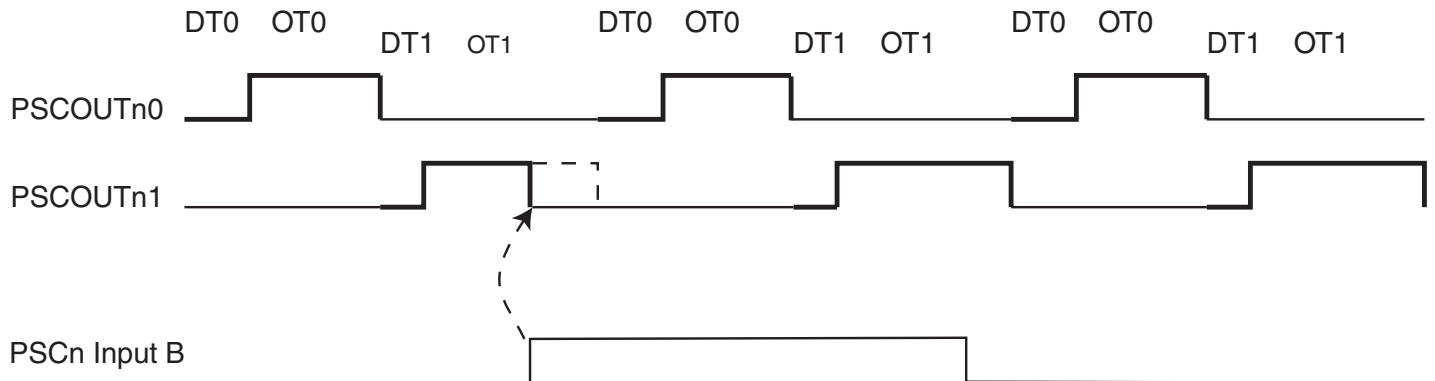 DT0 OT0 DT1 OT1 DT0 OT0 DT1 OT1 DT0 OT0 DT1 OT1
PSCOUTn0
PSCOUTn1
PSCn Input B